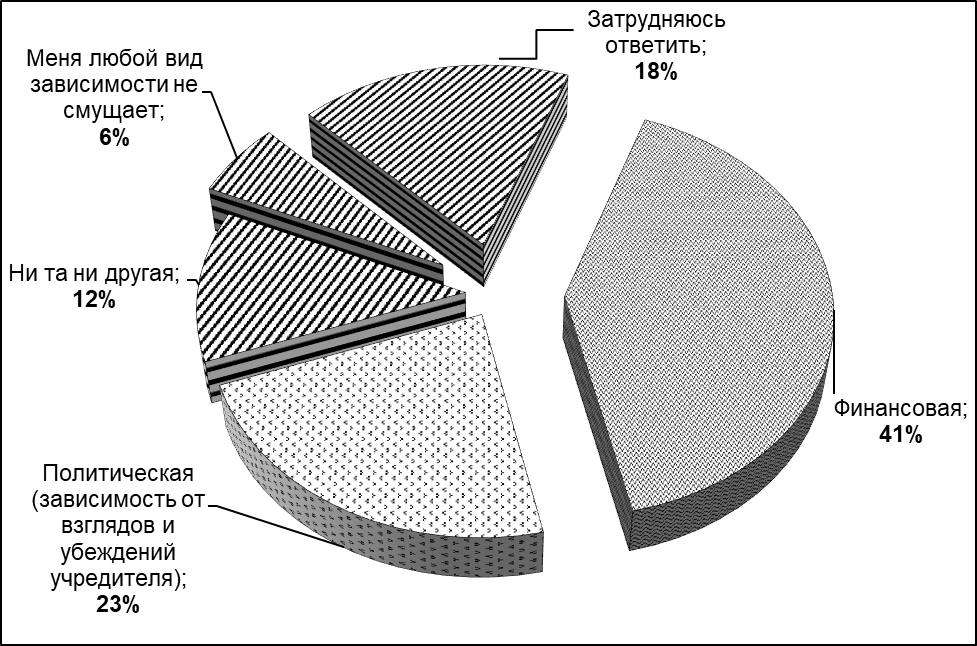 Затрудняюсь
ответить;
18%
Меня любой вид
зависимости не
смущает;
6%
Ни та ни другая;
12%
Финансовая;
41%
Политическая
(зависимость от
взглядов и
убеждений
учредителя);
23%